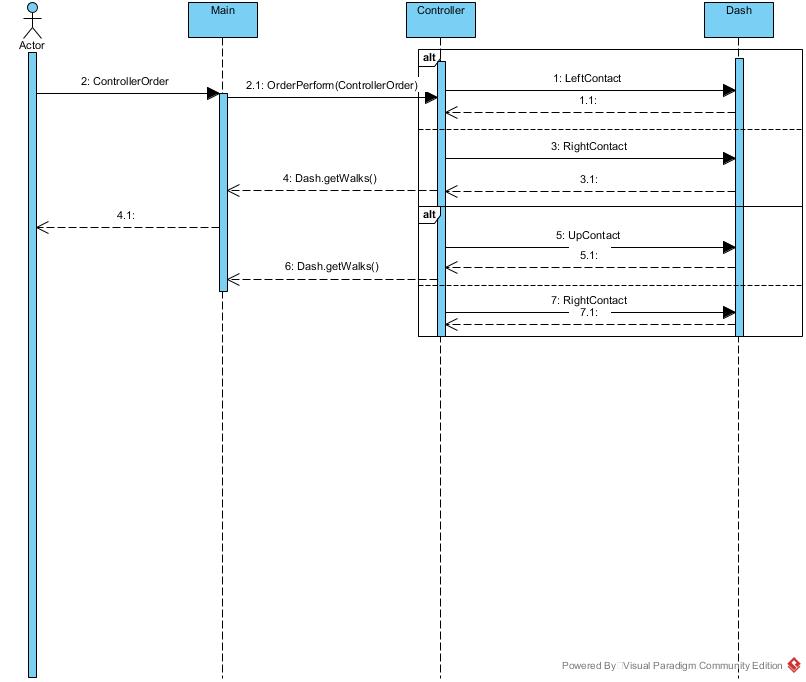 Actor
Main
Controller
Dash
alt
2: ControllerOrder
2.1: OrderPerform(ControllerOrder)
1: LeftContact
1.1:
3: RightContact
4: Dash.getWalks()
3.1:
4.1:
alt
5: UpContact
5.1:
6: Dash.getWalks()
7: RightContact
7.1:
Powered By Visual Paradigm Community Edition